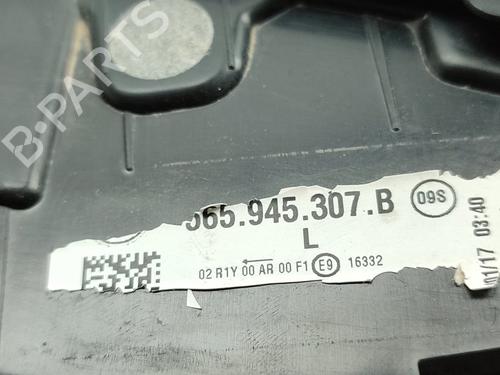 B-PARTS
565.945.307.B
09S
L
02 R1Y 00 AR 00 F1 E9 16332
01/17 03:40